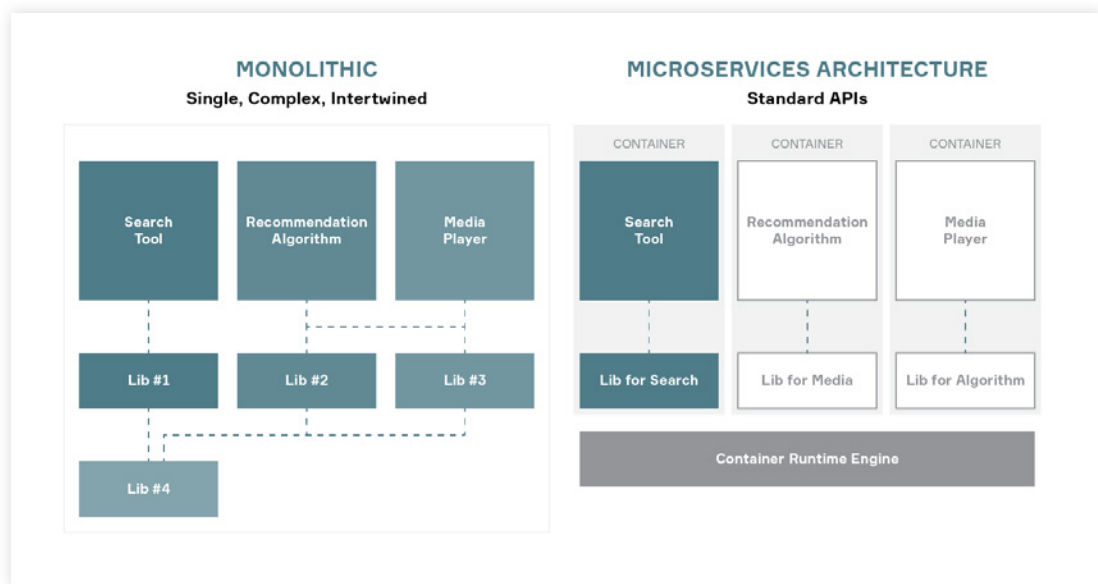 MONOLITHIC
Single, Complex, Intertwined
Search
Tool
Recommendation
Algorithm
Media
Player
Lib #1
Lib #2
Lib #3
Lib #4
MICROSERVICES ARCHITECTURE
Standard APIs
CONTAINER
CONTAINER
CONTAINER
Search
Tool
Recommendation
Algorithm
Media
Player
Lib for Search
Lib for Media
Lib for Algorithm
Container Runtime Engine